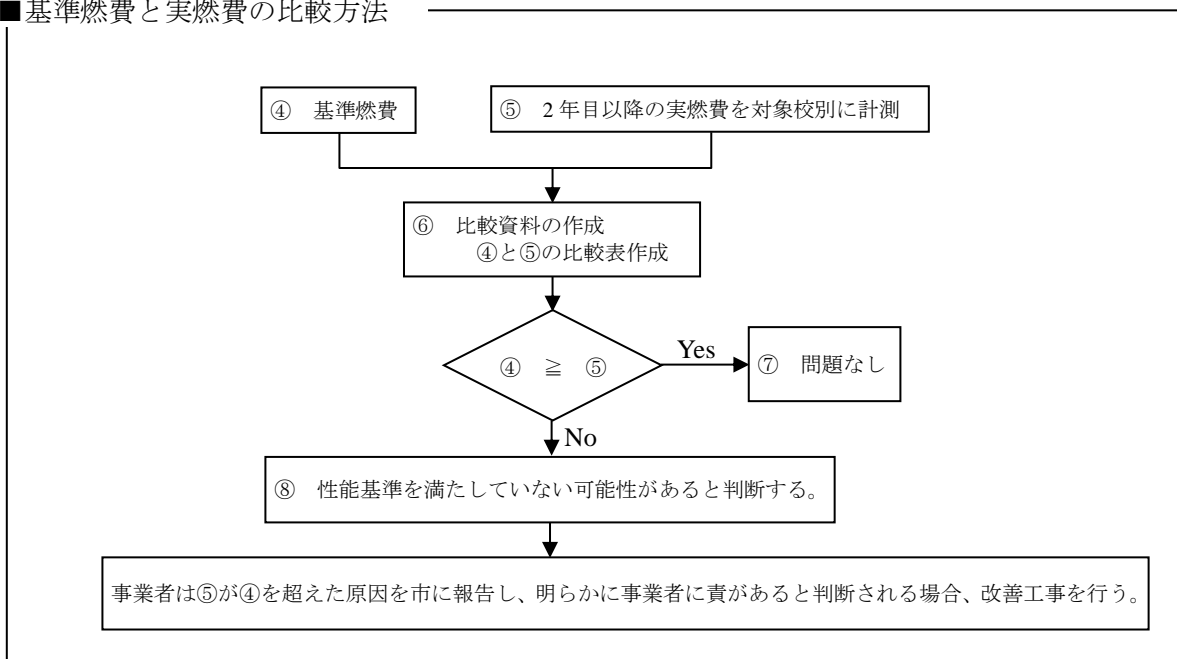 ■基準燃費と実燃費の比較方法
④　基準燃費
⑤　2 年目以降の実燃費を対象校別に計測
⑥　比較資料の作成
④と⑤の比較表作成
④　≧　⑤
Yes
⑦　問題なし
No
⑧　性能基準を満たしていない可能性があると判断する。
事業者は⑤が④を超えた原因を市に報告し、明らかに事業者に責があると判断される場合、改善工事を行う。